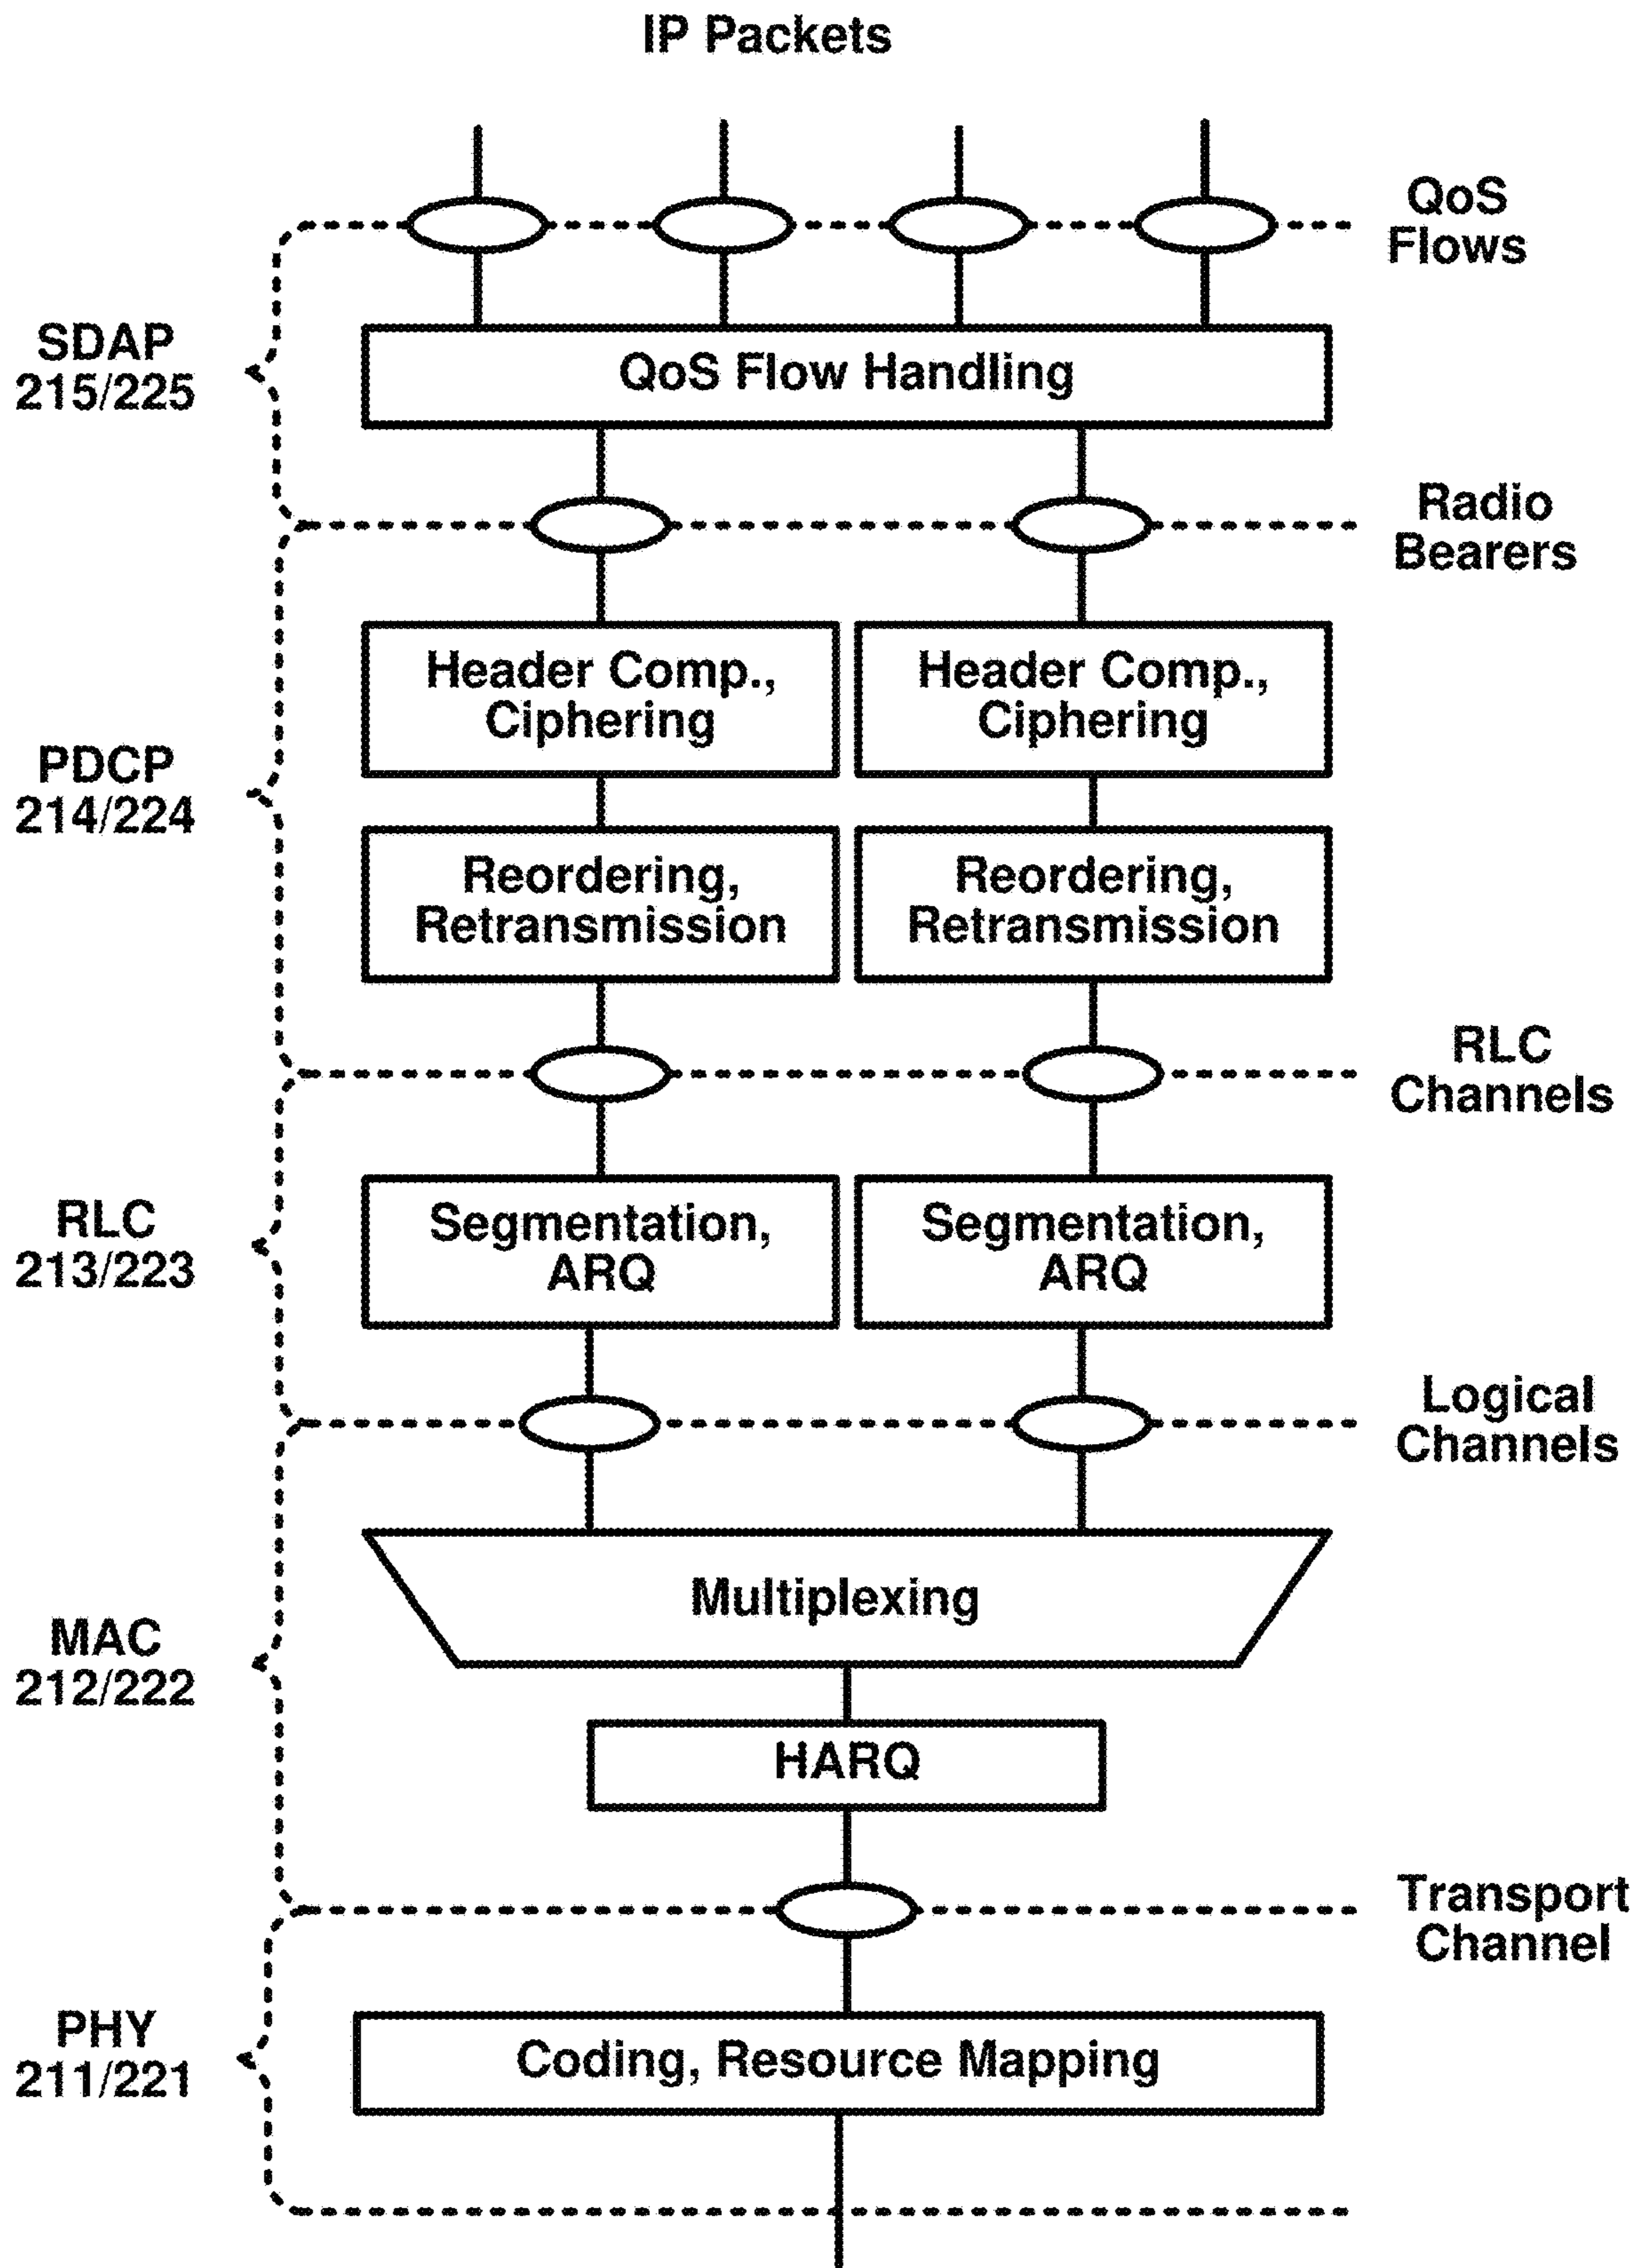 IP Packets
QoS
Flows
SDAP
215/225
QoS Flow Handling
Radio
Bearers
Header Comp.,
Ciphering
Header Comp.,
Ciphering
PDCP
214/224
Reordering,
Retransmission
Reordering,
Retransmission
RLC
Channels
RLC
213/223
Segmentation,
ARQ
Segmentation,
ARQ
Logical
Channels
Multiplexing
MAC
212/222
HARQ
Transport
Channel
PHY
211/221
Coding, Resource Mapping